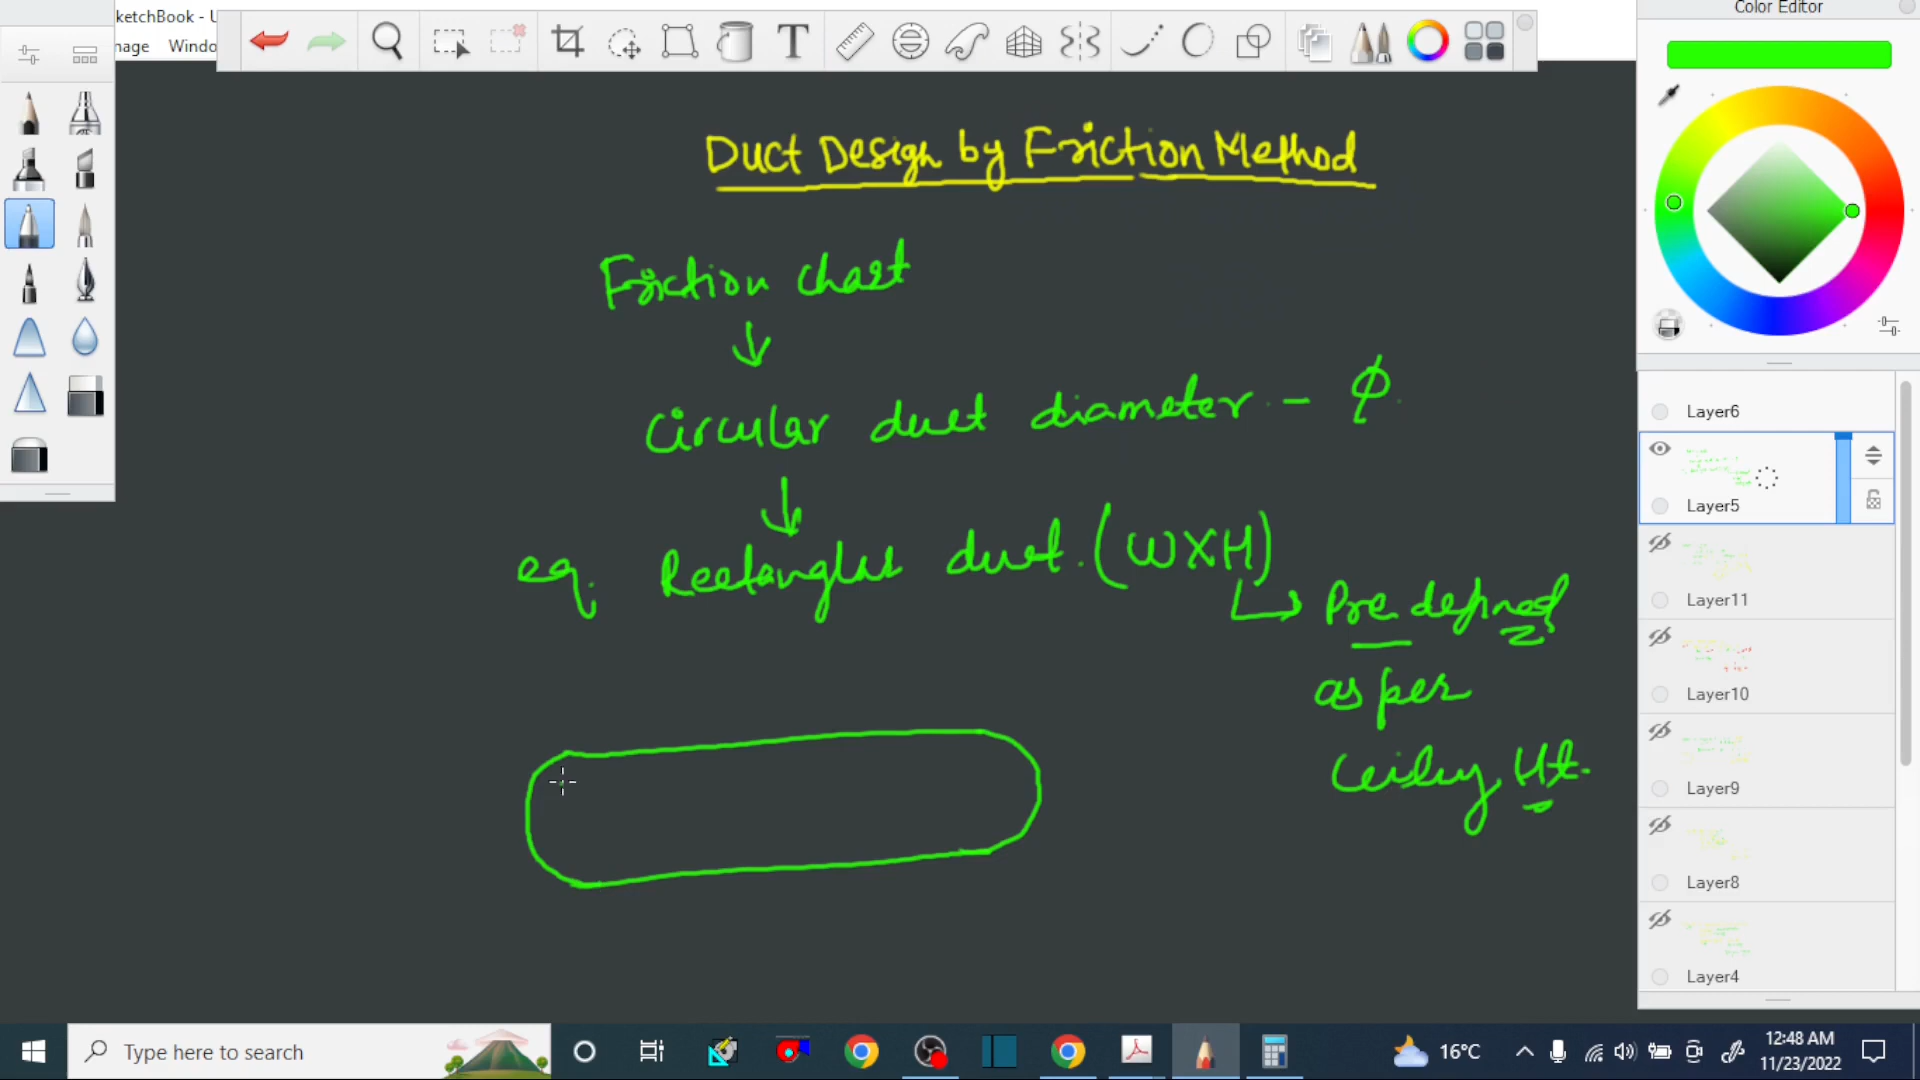 ketchBook - U
mage Windo
T
Color Editor
Duct Design by Friction Method
Friction chart
↓
Circular duct diameter - φ
↓
eq. Rectangular duct. (WXH)
↳ Pre defined
as per
Ceiling Ht.
Layer6
Layer5
Layer11
Layer10
Layer9
Layer8
Layer4
Type here to search
16°C
12:48 AM
11/23/2022